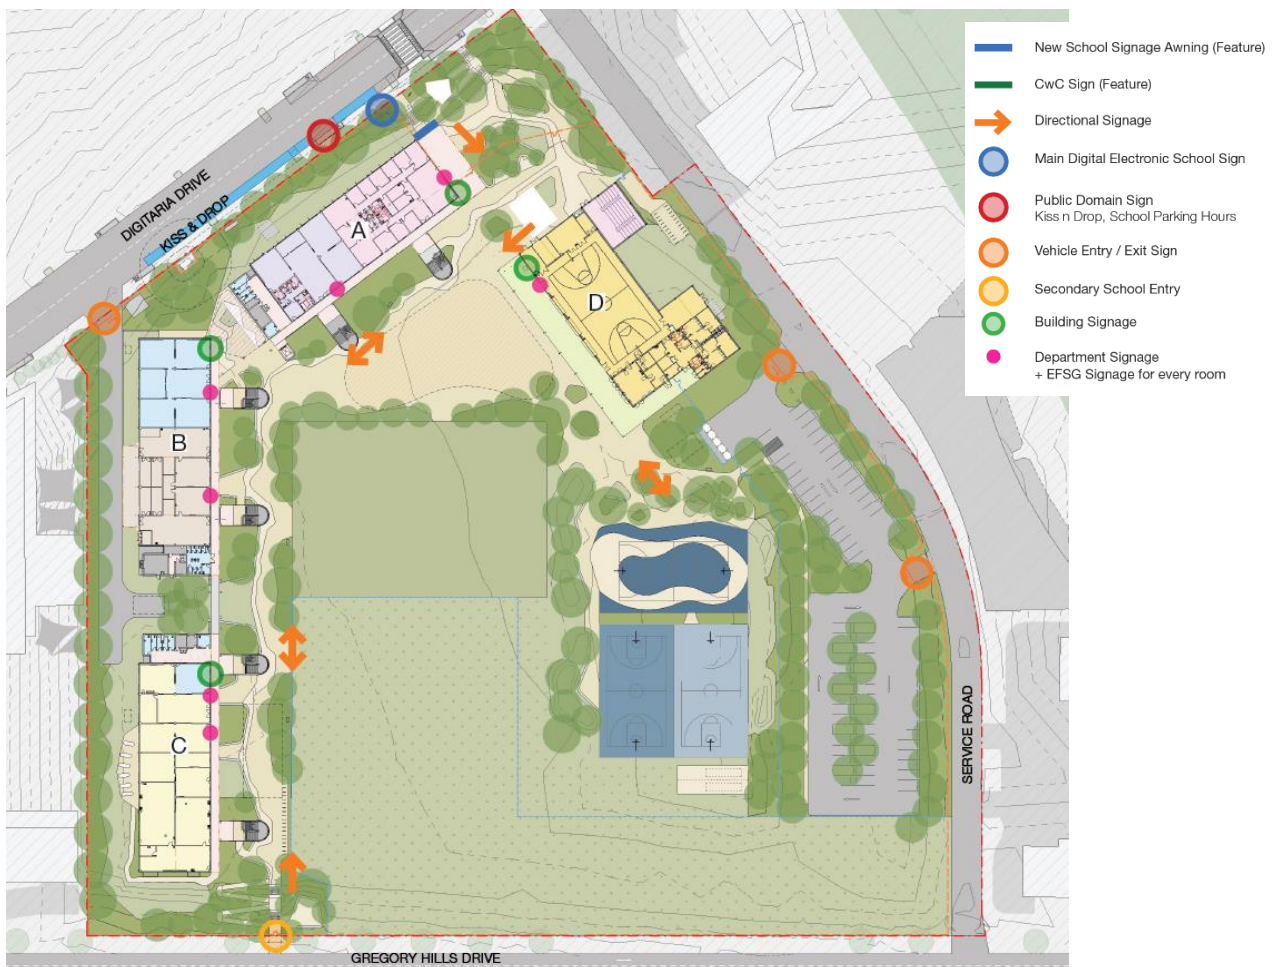 New School Signage Awning (Feature)
CwC Sign (Feature)
Directional Signage
Main Digital Electronic School Sign
Public Domain Sign
Kiss n Drop, School Parking Hours
Vehicle Entry / Exit Sign
Secondary School Entry
Building Signage
Department Signage
+ EFSG Signage for every room
DIGITARIA DRIVE
KISS & DROP
A
B
C
D
SERVICE ROAD
GREGORY HILLS DRIVE